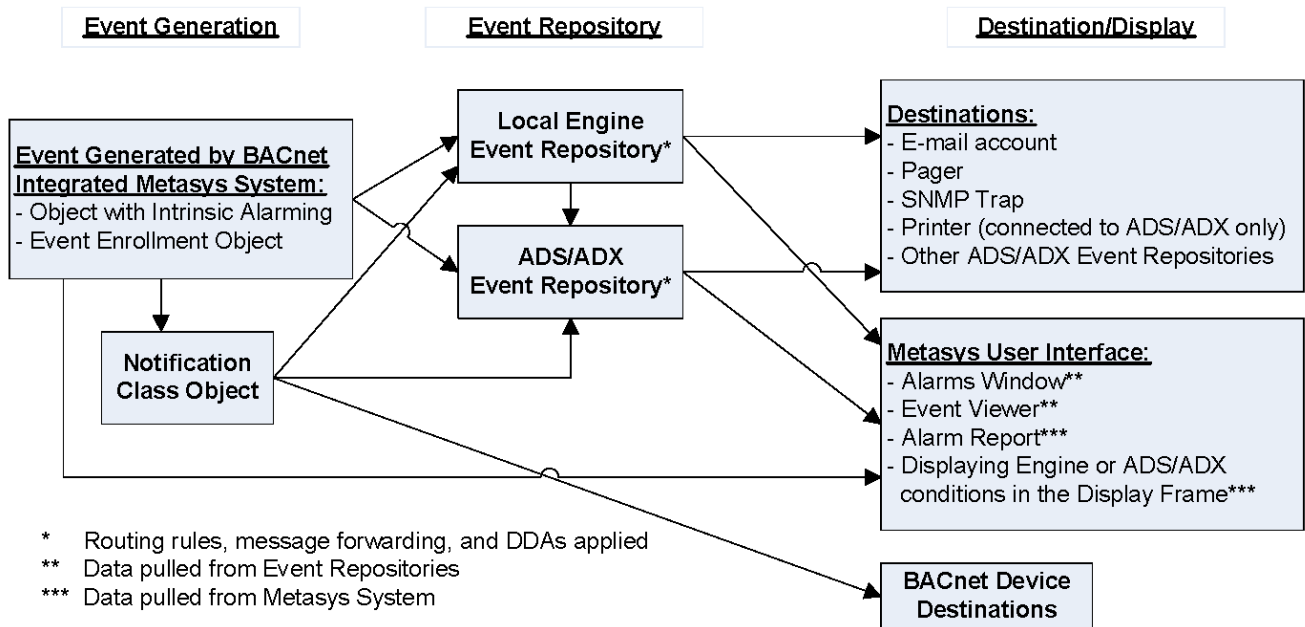 Event Generation
Event Repository
Destination/Display
Event Generated by BACnet
Integrated Metasys System:
- Object with Intrinsic Alarming
- Event Enrollment Object
Notification
Class Object
Local Engine
Event Repository*
ADS/ADX
Event Repository*
Destinations:
- E-mail account
- Pager
- SNMP Trap
- Printer (connected to ADS/ADX only)
- Other ADS/ADX Event Repositories
Metasys User Interface:
- Alarms Window**
- Event Viewer**
- Alarm Report***
- Displaying Engine or ADS/ADX
conditions in the Display Frame***
BACnet Device
Destinations
* Routing rules, message forwarding, and DDAs applied
** Data pulled from Event Repositories
*** Data pulled from Metasys System